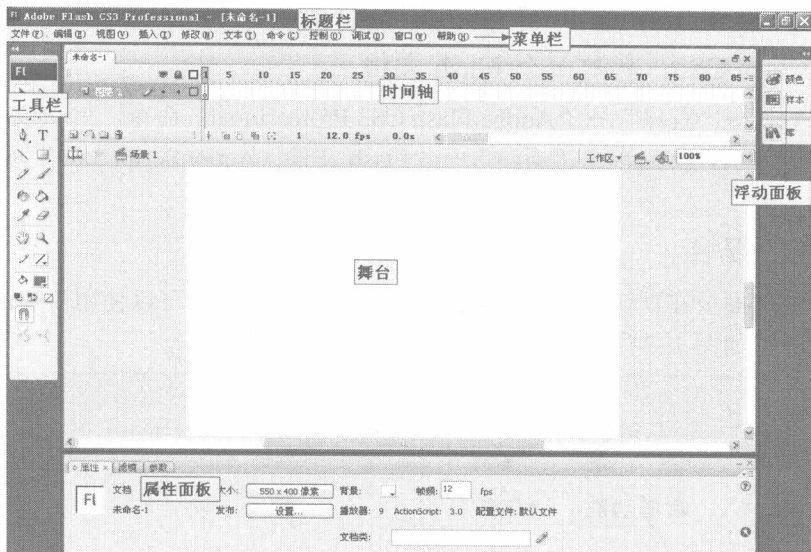 Adobe Flash CS3 Professional - [未命名-1]
标题栏
文件(F) 编辑(E) 视图(V) 插入(I) 修改(M) 文本(T) 命令(C) 控制(O) 调试(D) 窗口(W) 帮助(H)
菜单栏
未命名-1
Fl
1 5 10 15 20 25 30 35 40 45 50 55 60 65 70 75 80 85
工具栏
时间轴
颜色
样本
库
T
1 12.0 fps 0.0s
场景 1
工作区
100%
浮动面板
舞台
属性 × 滤镜 参数
Fl
文档
属性面板
大小: 550 x 400 像素 背景: 帧频: 12 fps
未命名-1 发布: 设置... 播放器: 9 ActionScript: 3.0 配置文件: 默认文件
文档类: